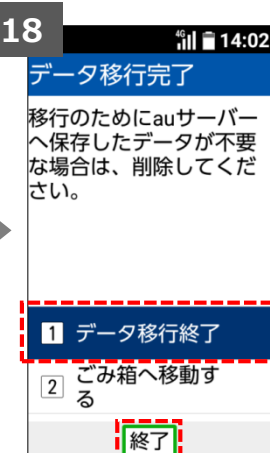 18
4G 14:02
データ移行完了
移行のためにauサーバー
へ保存したデータが不要
な場合は、削除してくだ
さい。
1 データ移行終了
2 ごみ箱へ移動す
る
終了